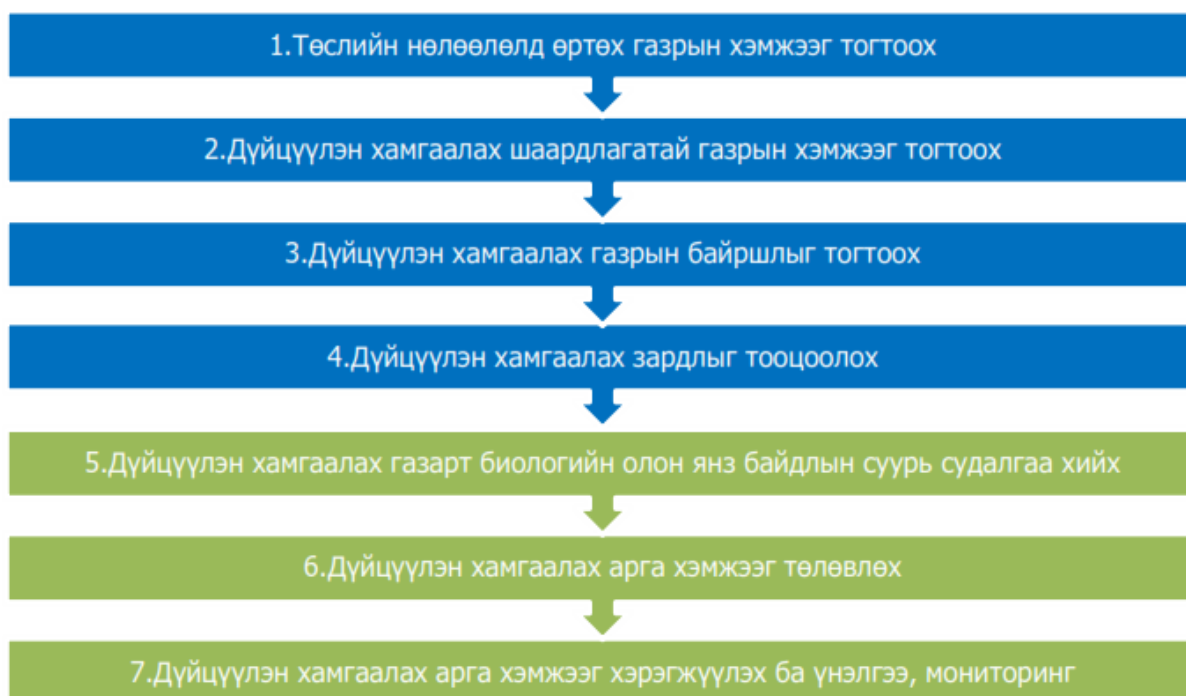 1.Төслийн нөлөөлөлд өртөх газрын хэмжээг тогтоох
2.Дүйцүүлэн хамгаалах шаардлагатай газрын хэмжээг тогтоох
3.Дүйцүүлэн хамгаалах газрын байршлыг тогтоох
4.Дүйцүүлэн хамгаалах зардлыг тооцоолох
5.Дүйцүүлэн хамгаалах газарт биологийн олон янз байдлын суурь судалгаа хийх
6.Дүйцүүлэн хамгаалах арга хэмжээг төлөвлөх
7.Дүйцүүлэн хамгаалах арга хэмжээг хэрэгжүүлэх ба үнэлгээ, мониторинг